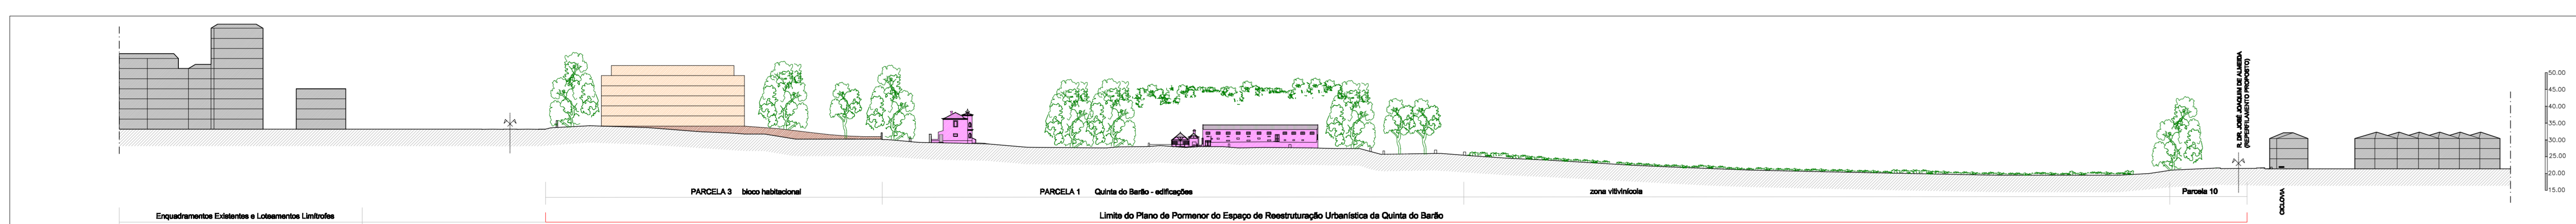 R. DR. JOSÉ JOAQUIM DE ALMEIDA
(REPERFILAMENTO PROPOSTO)
50.00
45.00
40.00
35.00
30.00
25.00
20.00
15.00
PARCELA 3 bloco habitacional
PARCELA 1 Quinta do Barão - edificações
zona vitivinícola
Parcela 10
CICLOVIA
Enquadramentos Existentes e Loteamentos Limítrofes
Limite do Plano de Pormenor do Espaço de Reestruturação Urbanística da Quinta do Barão